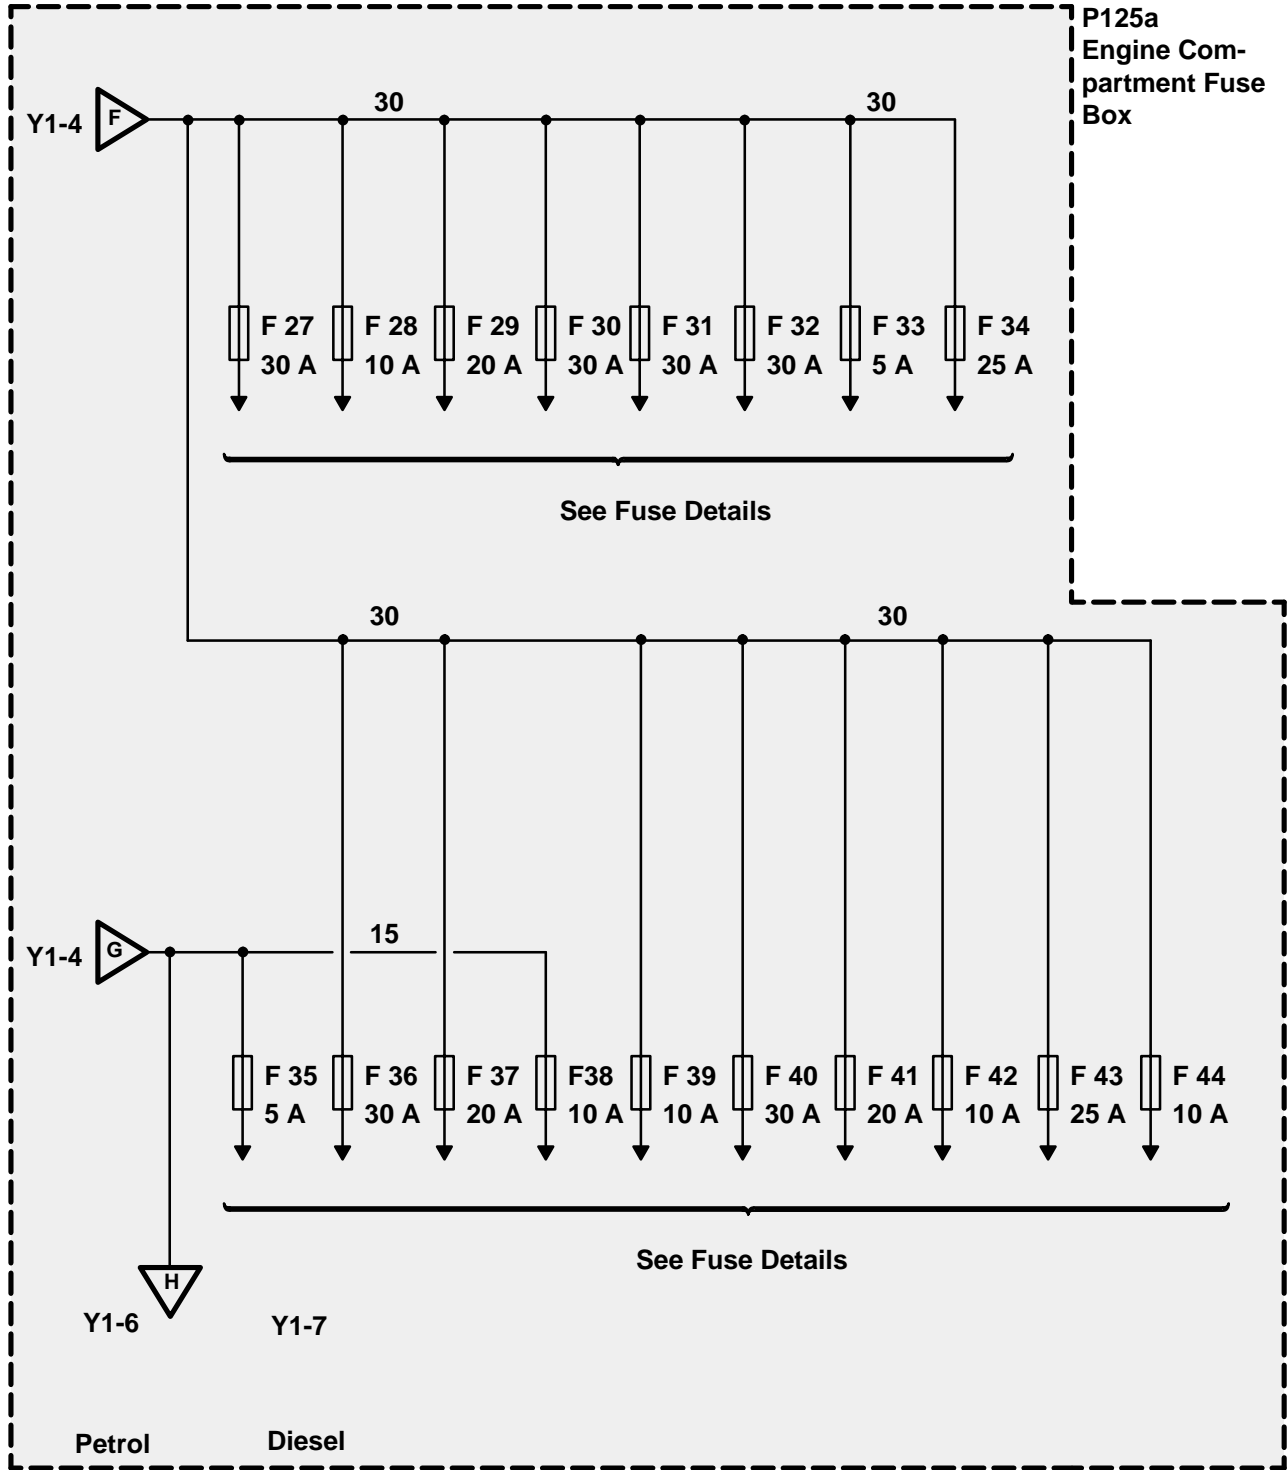 P125a
Engine Com-
partment Fuse
Box
30 30
Y1-4 F
F 27 F 28 F 29 F 30 F 31 F 32 F 33 F 34
30 A 10 A 20 A 30 A 30 A 30 A 5 A 25 A
See Fuse Details
30 30
15
Y1-4 G
F 35 F 36 F 37 F38 F 39 F 40 F 41 F 42 F 43 F 44
5 A 30 A 20 A 10 A 10 A 30 A 20 A 10 A 25 A 10 A
See Fuse Details
H
Y1-6 Y1-7
Petrol Diesel